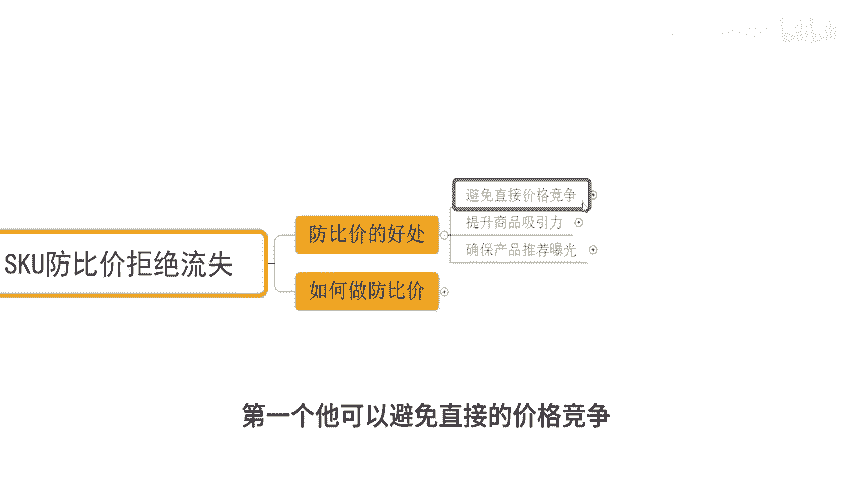 避免直接价格竞争
提升商品吸引力
确保产品推荐曝光
防比价的好处
SKU防比价拒绝流失
如何做防比价
第一个他可以避免直接的价格竞争